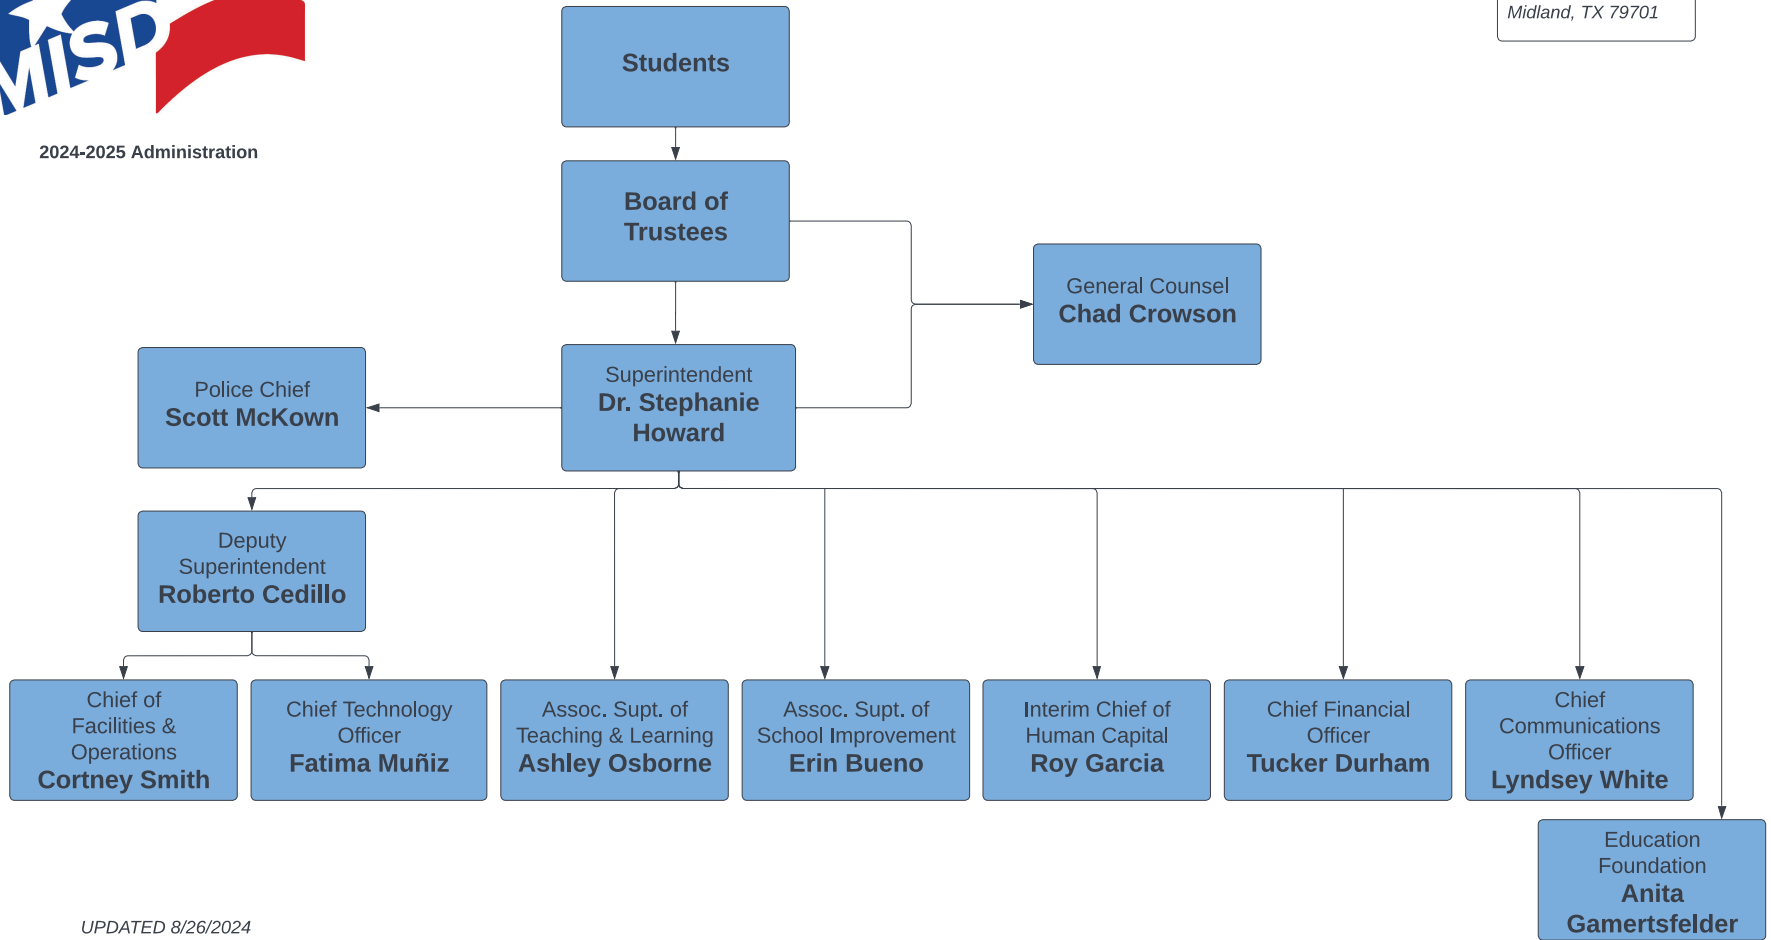 MISD
Midland, TX 79701
2024-2025 Administration
Students
Board of
Trustees
General Counsel
Chad Crowson
Police Chief
Scott McKown
Superintendent
Dr. Stephanie
Howard
Deputy
Superintendent
Roberto Cedillo
Chief of
Facilities &
Operations
Cortney Smith
Chief Technology
Officer
Fatima Muñiz
Assoc. Supt. of
Teaching & Learning
Ashley Osborne
Assoc. Supt. of
School Improvement
Erin Bueno
Interim Chief of
Human Capital
Roy Garcia
Chief Financial
Officer
Tucker Durham
Chief
Communications
Officer
Lyndsey White
Education
Foundation
Anita
Gamertsfelder
UPDATED 8/26/2024